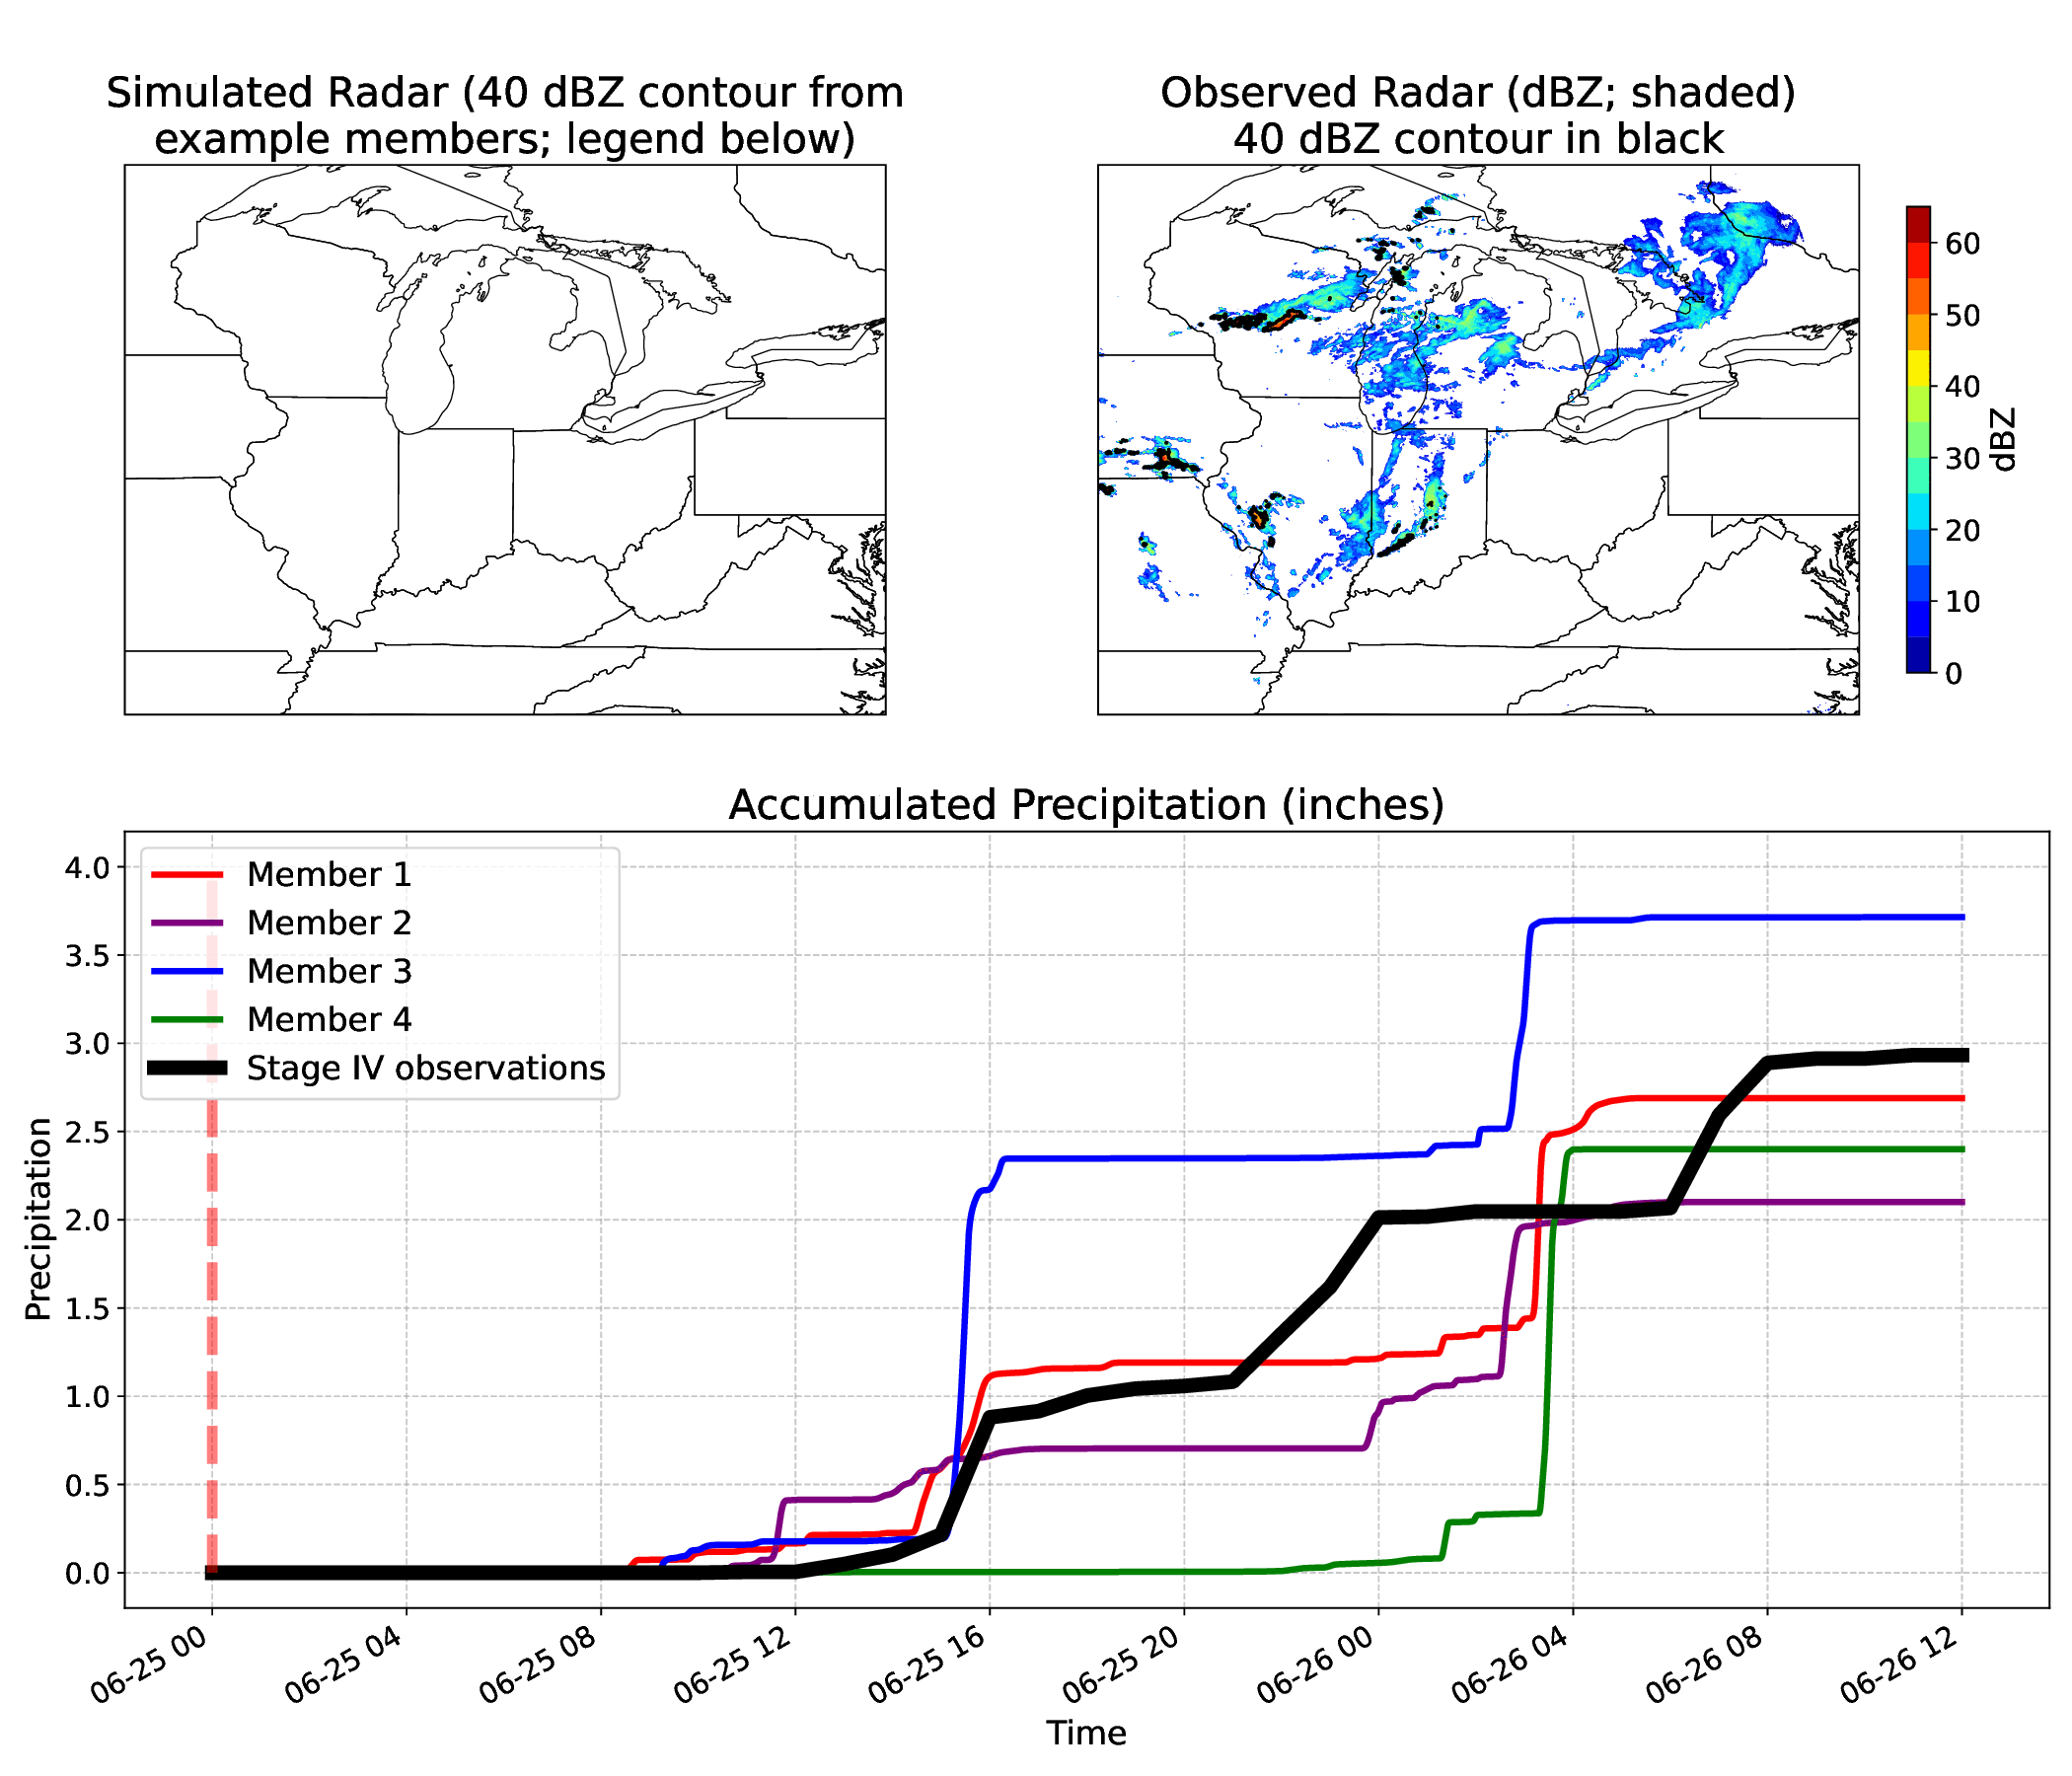 Simulated Radar (40 dBZ contour from
example members; legend below)
Observed Radar (dBZ; shaded)
40 dBZ contour in black
60
50
40
30
20
10
0
dBZ
Accumulated Precipitation (inches)
4.0
3.5
3.0
2.5
2.0
1.5
1.0
0.5
0.0
Precipitation
Member 1
Member 2
Member 3
Member 4
Stage IV observations
06-25 00
06-25 04
06-25 08
06-25 12
06-25 16
06-25 20
06-26 00
06-26 04
06-26 08
06-26 12
Time